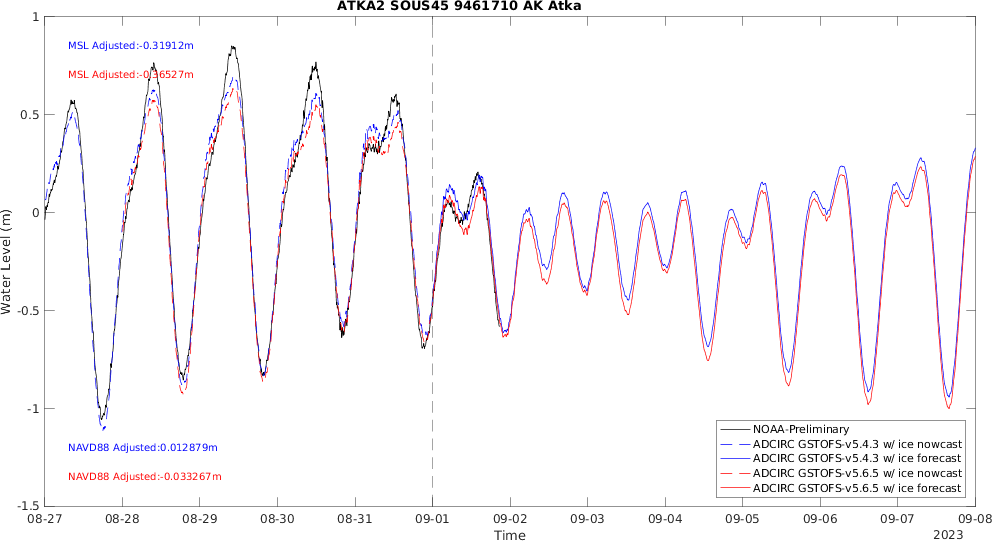 ATKA2 SOUS45 9461710 AK Atka
MSL Adjusted:-0.31912m
MSL Adjusted:-0.36527m
1
0.5
0
-0.5
-1
-1.5
Water Level (m)
NAVD88 Adjusted:0.012879m
NAVD88 Adjusted:-0.033267m
NOAA-Preliminary
ADCIRC GSTOFS-v5.4.3 w/ ice nowcast
ADCIRC GSTOFS-v5.4.3 w/ ice forecast
ADCIRC GSTOFS-v5.6.5 w/ ice nowcast
ADCIRC GSTOFS-v5.6.5 w/ ice forecast
08-27 08-28 08-29 08-30 08-31 09-01 09-02 09-03 09-04 09-05 09-06 09-07 09-08
Time
2023